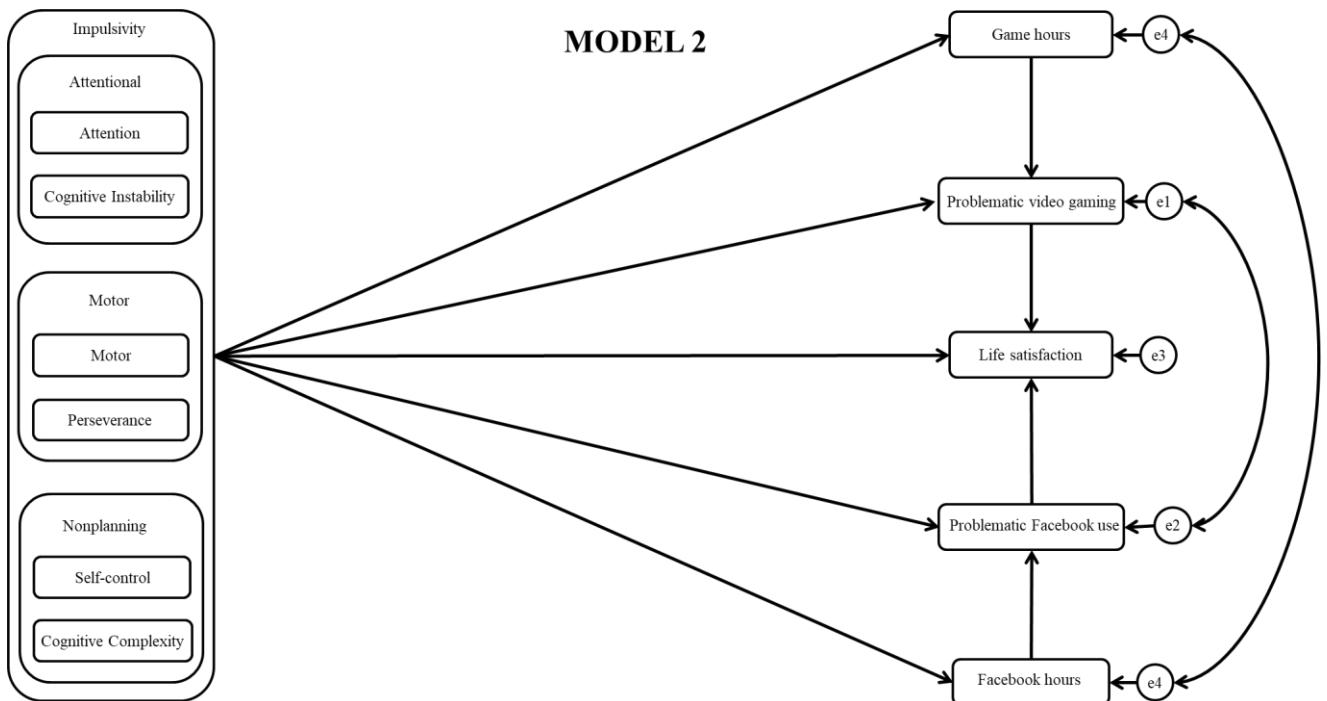 Impulsivity
Attentional
Attention
Cognitive Instability
Motor
Motor
Perseverance
Nonplanning
Self-control
Cognitive Complexity
MODEL 2
Game hours
e4
Problematic video gaming
e1
Life satisfaction
e3
Problematic Facebook use
e2
Facebook hours
e4